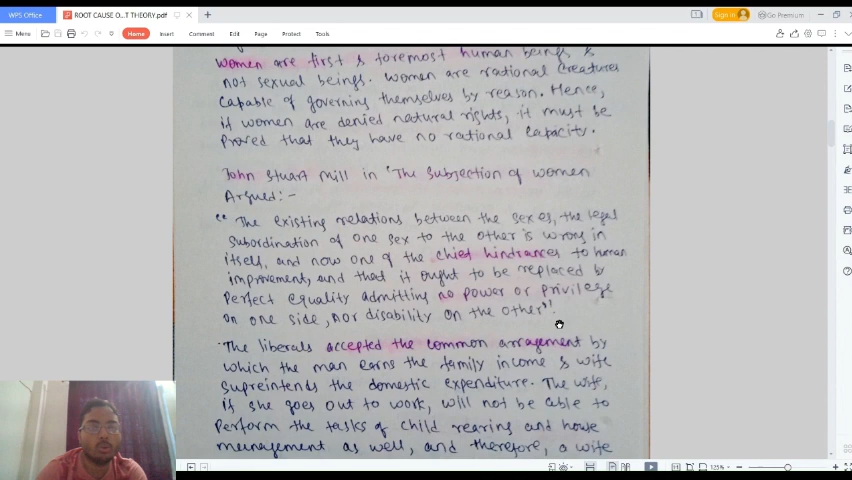 WPS Office
ROOT CAUSE O...T THEORY.pdf
Sign in
Go Premium
Menu
Home
Insert
Comment
Edit
Page
Protect
Tools
women are first & foremost human beings &
not sexual beings. Women are rational creatures
capable of governing themselves by reason. Hence,
if women are denied natural rights, it must be
proved that they have no rational capacity.
John Stuart Mill in "The Subjection of women
Argued:-
"The existing relations between the sexes, the legal
subordination of one sex to the other is wrong in
itself, and now one of the chief hindrances to human
improvement, and that it ought to be replaced by
perfect equality admitting no power or privilege
on one side, nor disability on the other"!
The liberals accepted the common arragement by
which the man earns the family income & wife
supreintends the domestic expenditure. The wife,
if she goes out to work, will not be able to
perform the tasks of child rearing and house
management as well, and therefore, a wife
125%